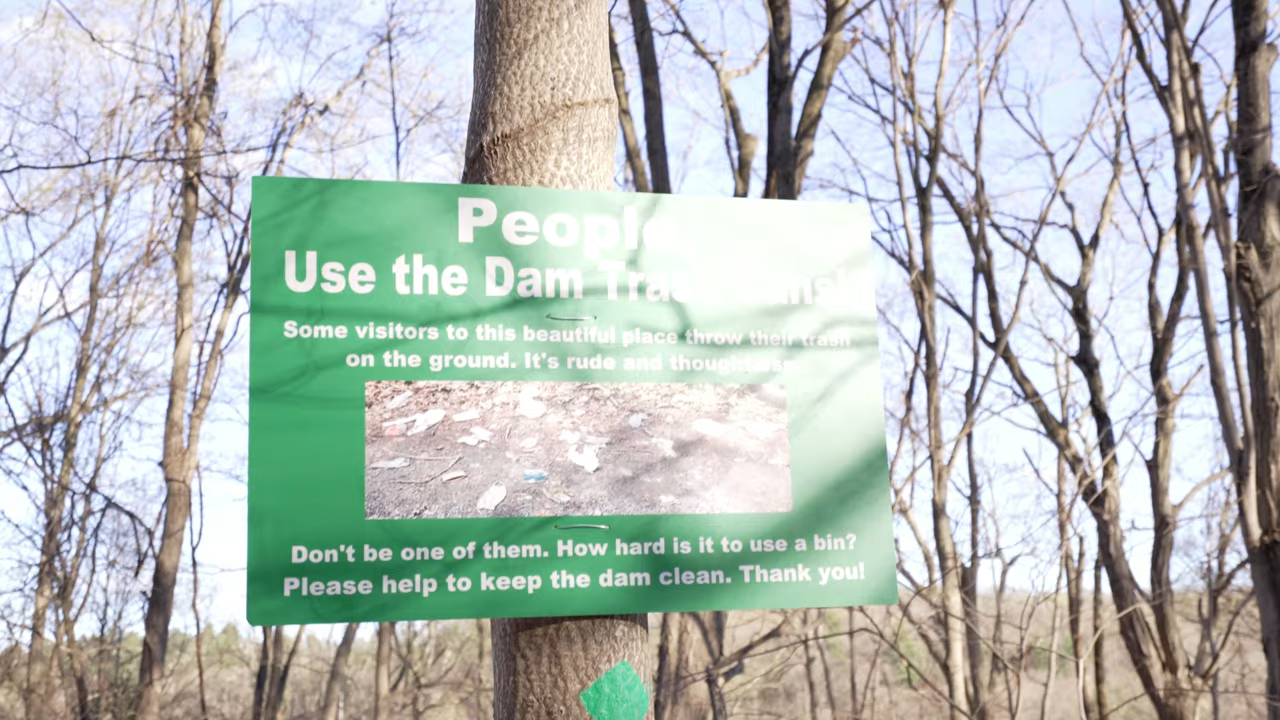 People
Use the Dam Trash
Some visitors to this beautiful place throw their trash
on the ground. It's rude and thoughtless.
Don't be one of them. How hard is it to use a bin?
Please help to keep the dam clean. Thank you!